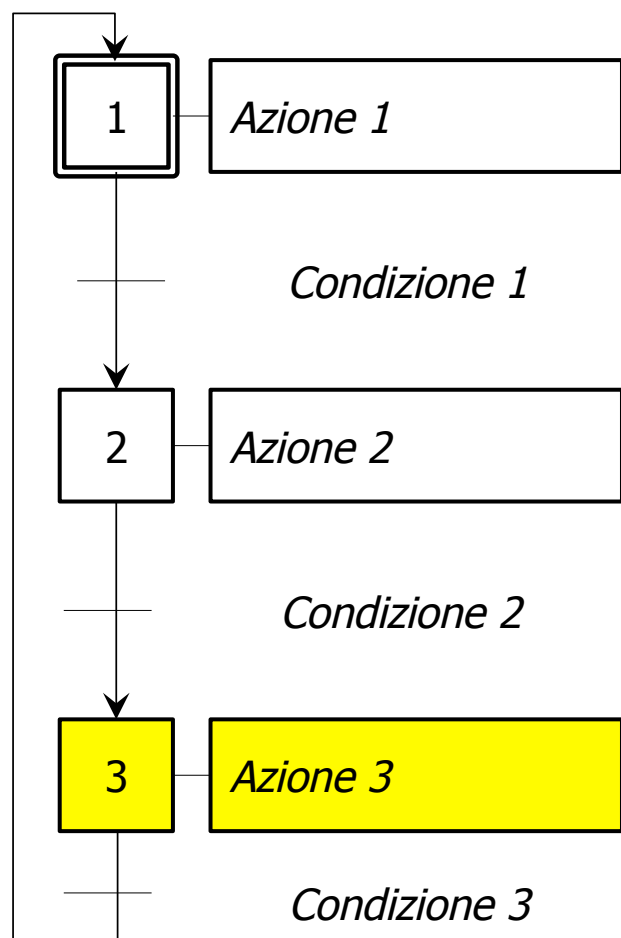 1
Azione 1
Condizione 1
2
Azione 2
Condizione 2
3
Azione 3
Condizione 3